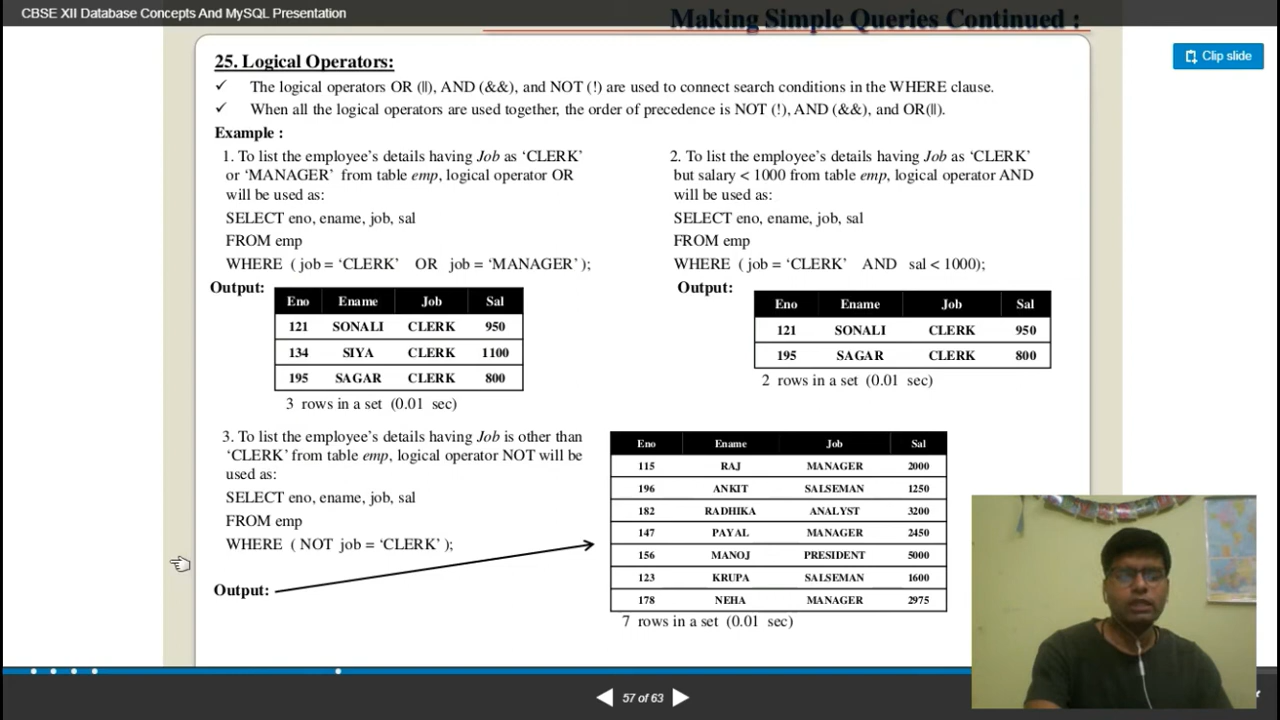 CBSE XII Database Concepts And MySQL Presentation
Making Simple Queries Continued :
Clip slide
25. Logical Operators:
✓ The logical operators OR (||), AND (&&), and NOT (!) are used to connect search conditions in the WHERE clause.
✓ When all the logical operators are used together, the order of precedence is NOT (!), AND (&&), and OR(||).
Example :
1. To list the employee's details having Job as ‘CLERK’
or ‘MANAGER’ from table emp, logical operator OR
will be used as:
SELECT eno, ename, job, sal
FROM emp
WHERE ( job = ‘CLERK’ OR job = ‘MANAGER’ );
Output:
Eno Ename Job Sal
121 SONALI CLERK 950
134 SIYA CLERK 1100
195 SAGAR CLERK 800
3 rows in a set (0.01 sec)
2. To list the employee's details having Job as ‘CLERK’
but salary < 1000 from table emp, logical operator AND
will be used as:
SELECT eno, ename, job, sal
FROM emp
WHERE ( job = ‘CLERK’ AND sal < 1000);
Output:
Eno Ename Job Sal
121 SONALI CLERK 950
195 SAGAR CLERK 800
2 rows in a set (0.01 sec)
3. To list the employee's details having Job is other than
‘CLERK’ from table emp, logical operator NOT will be
used as:
SELECT eno, ename, job, sal
FROM emp
WHERE ( NOT job = ‘CLERK’ );
Output:
Eno Ename Job Sal
115 RAJ MANAGER 2000
196 ANKIT SALSEMAN 1250
182 RADHIKA ANALYST 3200
147 PAYAL MANAGER 2450
156 MANOJ PRESIDENT 5000
123 KRUPA SALSEMAN 1600
178 NEHA MANAGER 2975
7 rows in a set (0.01 sec)
57 of 63